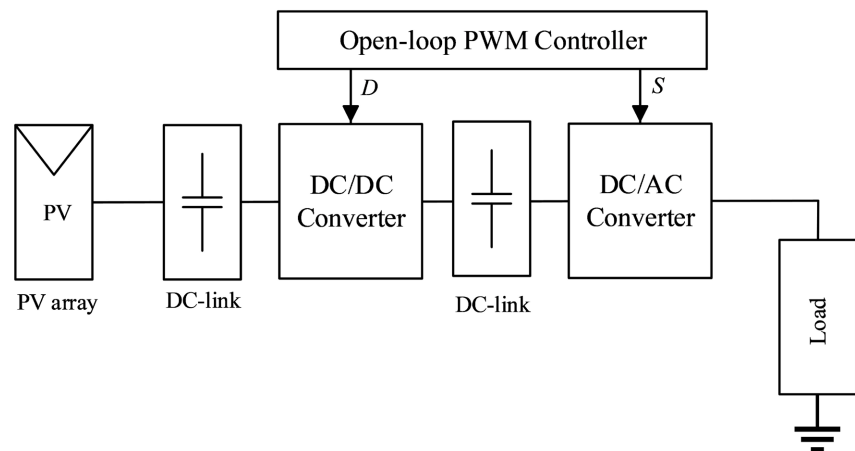 Open-loop PWM Controller
D
S
PV
DC/DC
Converter
DC/AC
Converter
PV array
DC-link
DC-link
Load